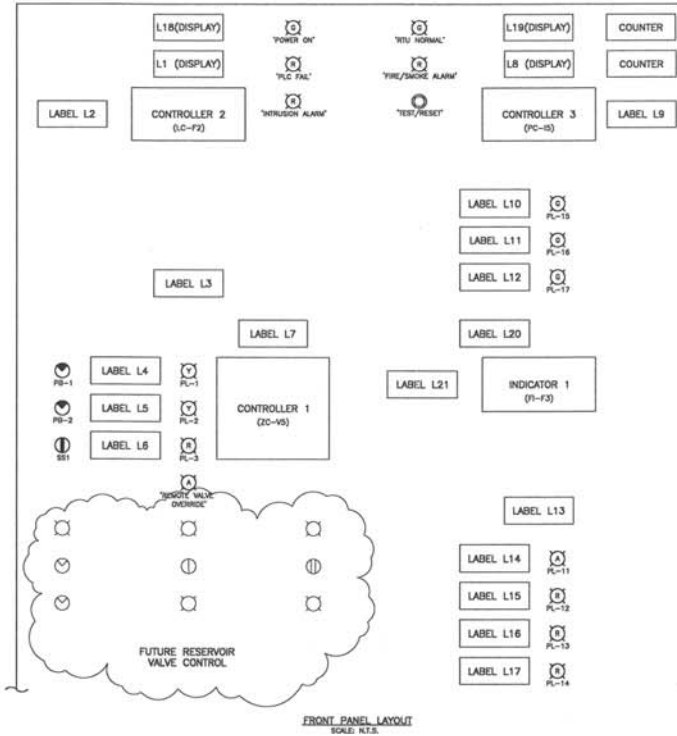 L18(DISPLAY)
G
"POWER ON"
G
"RTU NORMAL"
L19(DISPLAY)
COUNTER
L1 (DISPLAY)
R
"PLC FAIL"
R
"FIRE/SMOKE ALARM"
L8 (DISPLAY)
COUNTER
LABEL L2
CONTROLLER 2
(LC-F2)
R
"INTRUSION ALARM"
"TEST/RESET"
CONTROLLER 3
(PC-I5)
LABEL L9
LABEL L10
G
PL-15
LABEL L11
G
PL-16
LABEL L12
G
PL-17
LABEL L3
LABEL L7
LABEL L20
PB-1
LABEL L4
Y
PL-1
PB-2
LABEL L5
Y
PL-2
SS1
LABEL L6
R
PL-3
CONTROLLER 1
(ZC-V5)
LABEL L21
INDICATOR 1
(FI-F3)
A
"REMOTE VALVE
OVERRIDE"
LABEL L13
LABEL L14
A
PL-11
LABEL L15
R
PL-12
LABEL L16
R
PL-13
LABEL L17
R
PL-14
FUTURE RESERVOIR
VALVE CONTROL
FRONT PANEL LAYOUT
SCALE: N.T.S.